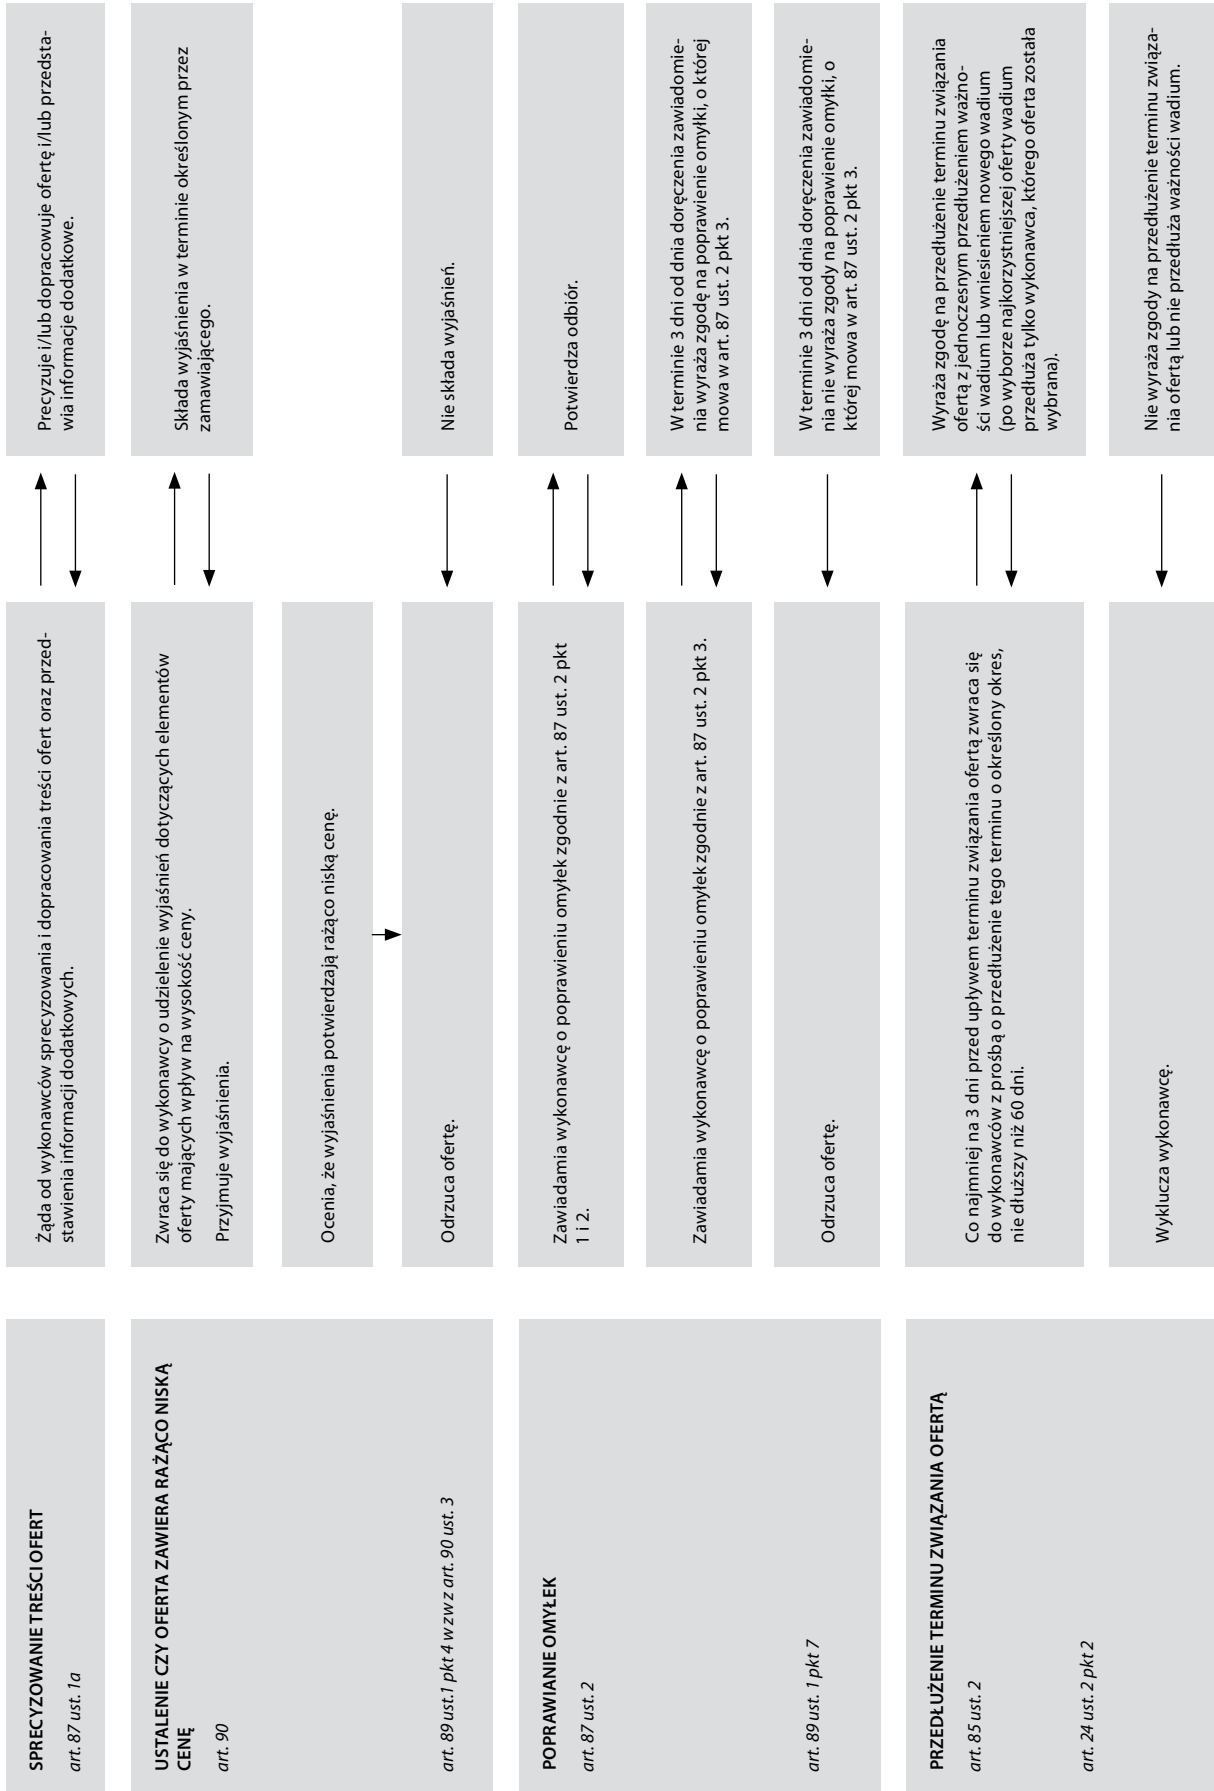 SPRECYZOWANIE TREŚCI OFERT
art. 87 ust. 1a
Żąda od wykonawców sprecyzowania i dopracowania treści ofert oraz przed-
stawienia informacji dodatkowych.
Precyzuje i/lub dopracowuje ofertę i/lub przedsta-
wia informacje dodatkowe.
USTALENIE CZY OFERTA ZAWIERA RAŻĄCO NISKĄ
CENĘ
art. 90
Zwraca się do wykonawcy o udzielenie wyjaśnień dotyczących elementów
oferty mających wpływ na wysokość ceny.
Przyjmuje wyjaśnienia.
Składa wyjaśnienia w terminie określonym przez
zamawiającego.
Ocenia, że wyjaśnienia potwierdzają rażąco niską cenę.
art. 89 ust.1 pkt 4 w zw z art. 90 ust. 3
Odrzuca ofertę.
Nie składa wyjaśnień.
POPRAWIANIE OMYŁEK
art. 87 ust. 2
Zawiadamia wykonawcę o poprawieniu omyłek zgodnie z art. 87 ust. 2 pkt
1 i 2.
Potwierdza odbiór.
Zawiadamia wykonawcę o poprawieniu omyłek zgodnie z art. 87 ust. 2 pkt 3.
W terminie 3 dni od dnia doręczenia zawiadomie-
nia wyraża zgodę na poprawienie omyłki, o której
mowa w art. 87 ust. 2 pkt 3.
art. 89 ust. 1 pkt 7
Odrzuca ofertę.
W terminie 3 dni od dnia doręczenia zawiadomie-
nia nie wyraża zgody na poprawienie omyłki, o
której mowa w art. 87 ust. 2 pkt 3.
PRZEDŁUŻENIE TERMINU ZWIĄZANIA OFERTĄ
art. 85 ust. 2
Co najmniej na 3 dni przed upływem terminu związania ofertą zwraca się
do wykonawców z prośbą o przedłużenie tego terminu o określony okres,
nie dłuższy niż 60 dni.
Wyraża zgodę na przedłużenie terminu związania
ofertą z jednoczesnym przedłużeniem ważno-
ści wadium lub wniesieniem nowego wadium
(po wyborze najkorzystniejszej oferty wadium
przedłuża tylko wykonawca, którego oferta została
wybrana).
art. 24 ust. 2 pkt 2
Wyklucza wykonawcę.
Nie wyraża zgody na przedłużenie terminu związa-
nia ofertą lub nie przedłuża ważności wadium.